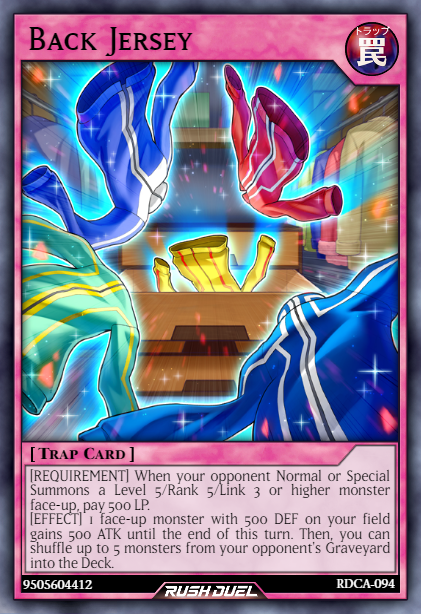 Back Jersey
トラップ
罠
[ Trap Card ]
[REQUIREMENT] When your opponent Normal or Special
Summons a Level 5/Rank 5/Link 3 or higher monster
face-up, pay 500 LP.
[EFFECT] 1 face-up monster with 500 DEF on your field
gains 500 ATK until the end of this turn. Then, you can
shuffle up to 5 monsters from your opponent's Graveyard
into the Deck.
9505604412
RUSH DUEL
RDCA-094